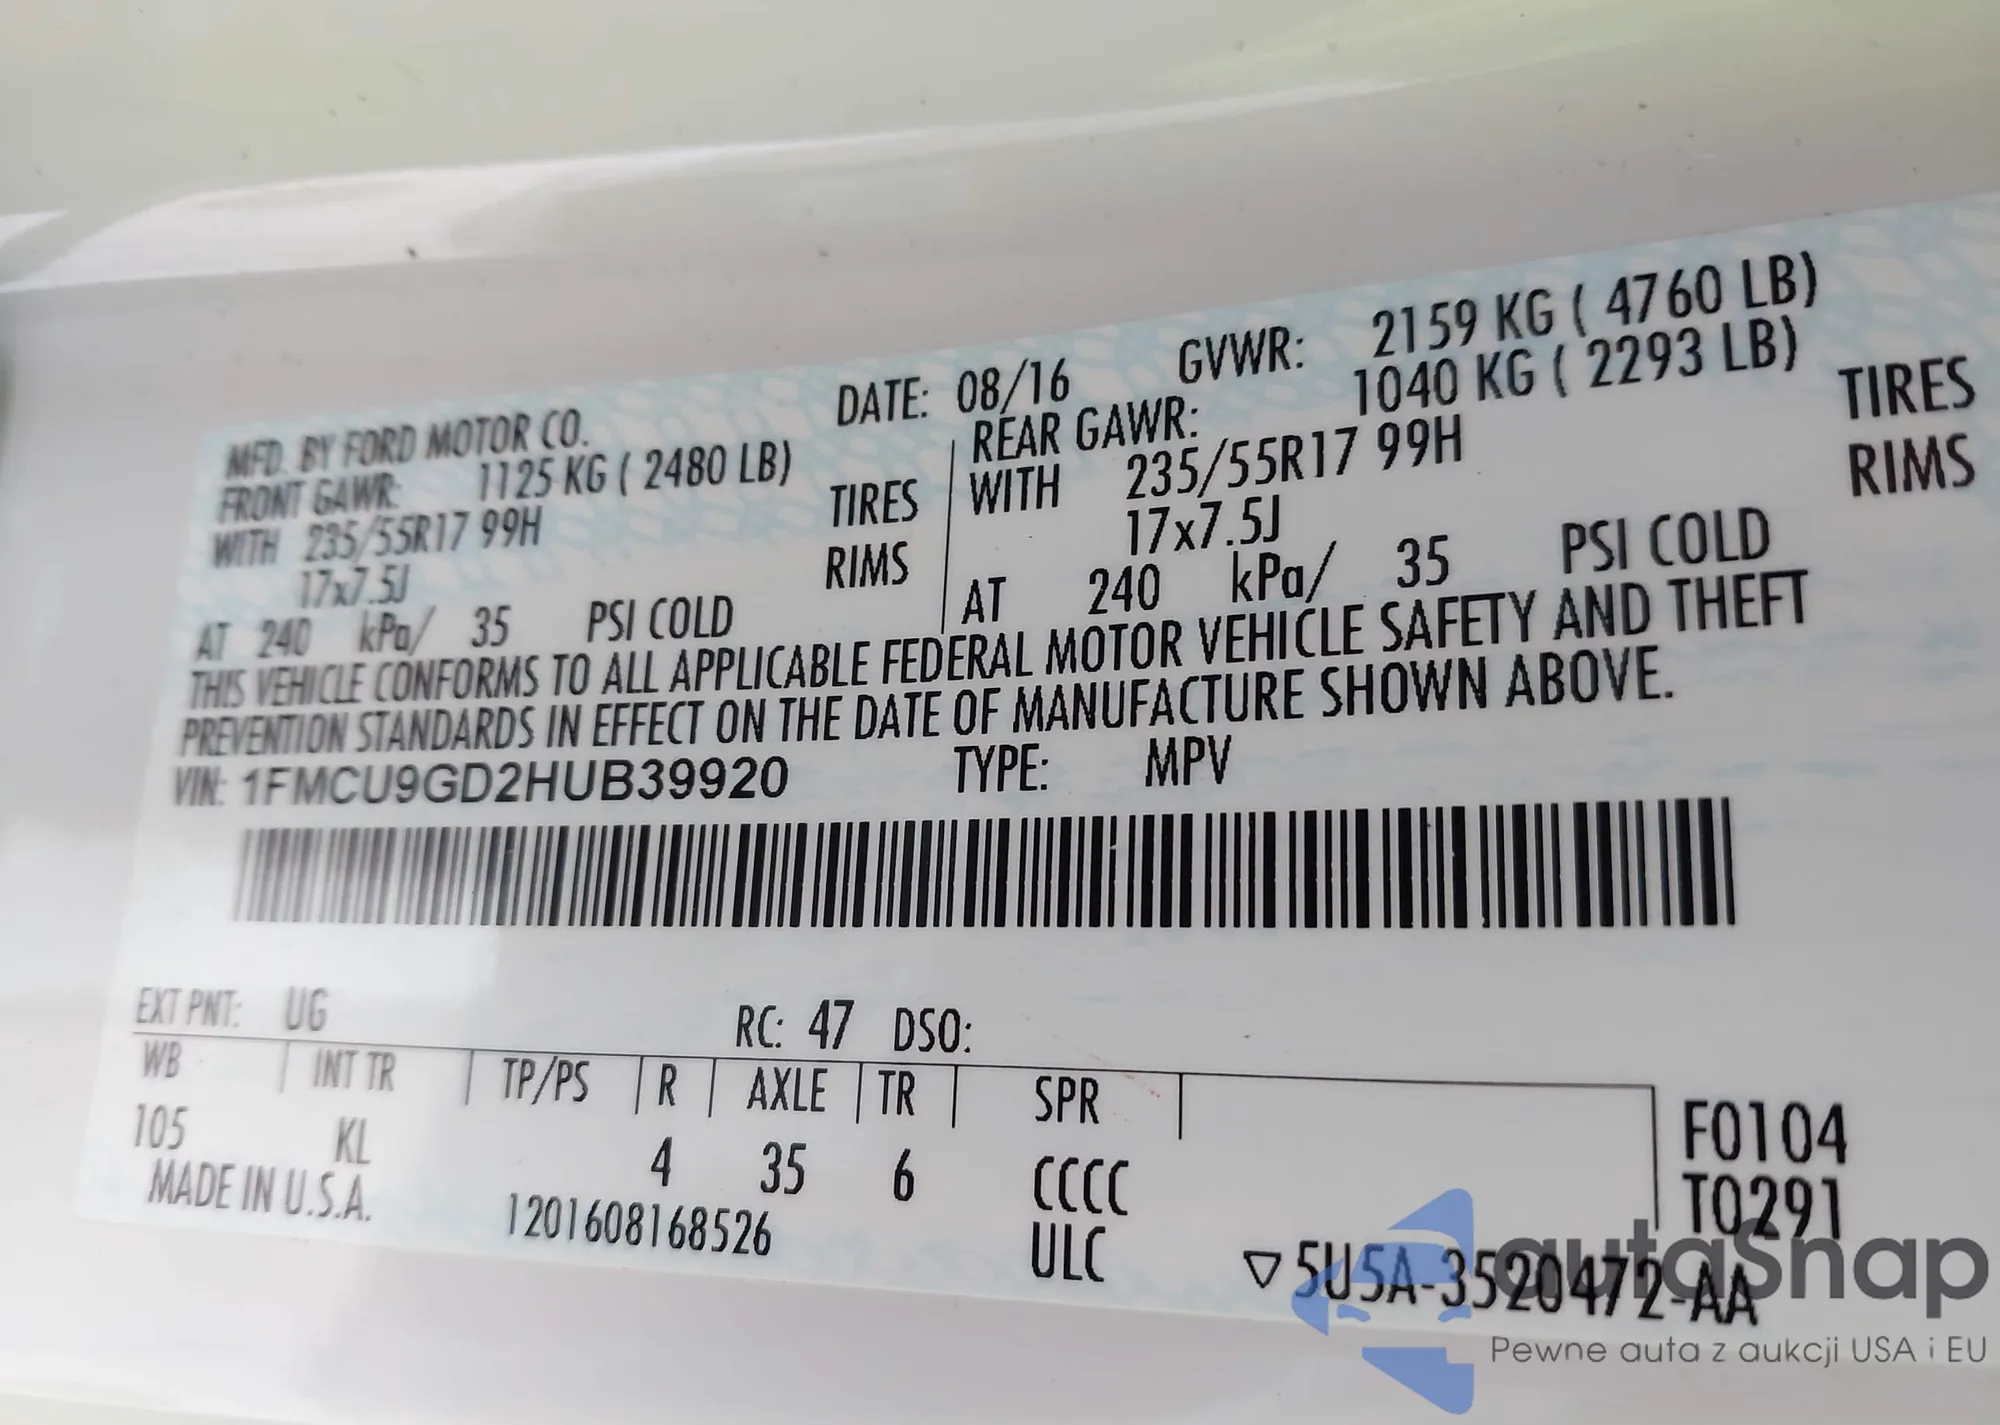 MFD. BY FORD MOTOR CO. DATE: 08/16 GVWR: 2159 KG ( 4760 LB)
FRONT GAWR: 1125 KG ( 2480 LB) REAR GAWR: 1040 KG ( 2293 LB)
WITH 235/55R17 99H TIRES WITH 235/55R17 99H TIRES
17x7.5J RIMS 17x7.5J RIMS
AT 240 kPa/ 35 PSI COLD AT 240 kPa/ 35 PSI COLD
THIS VEHICLE CONFORMS TO ALL APPLICABLE FEDERAL MOTOR VEHICLE SAFETY AND THEFT
PREVENTION STANDARDS IN EFFECT ON THE DATE OF MANUFACTURE SHOWN ABOVE.
VIN: 1FMCU9GD2HUB39920 TYPE: MPV
EXT PNT: UG RC: 47 DSO:
WB INT TR TP/PS R AXLE TR SPR
105 KL 4 35 6 CCCC F0104
MADE IN U.S.A. 1201608168526 ULC T0291
▽5U5A-3520472-AA
autaSnap
Pewne auta z aukcji USA i EU